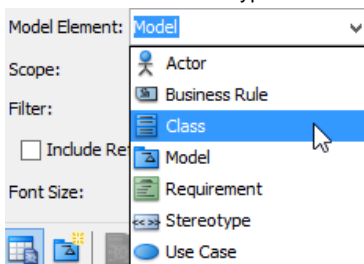 Model Element: Model
Scope:
Filter:
Include Re
Font Size:
Actor
Business Rule
Class
Model
Requirement
Stereotype
Use Case